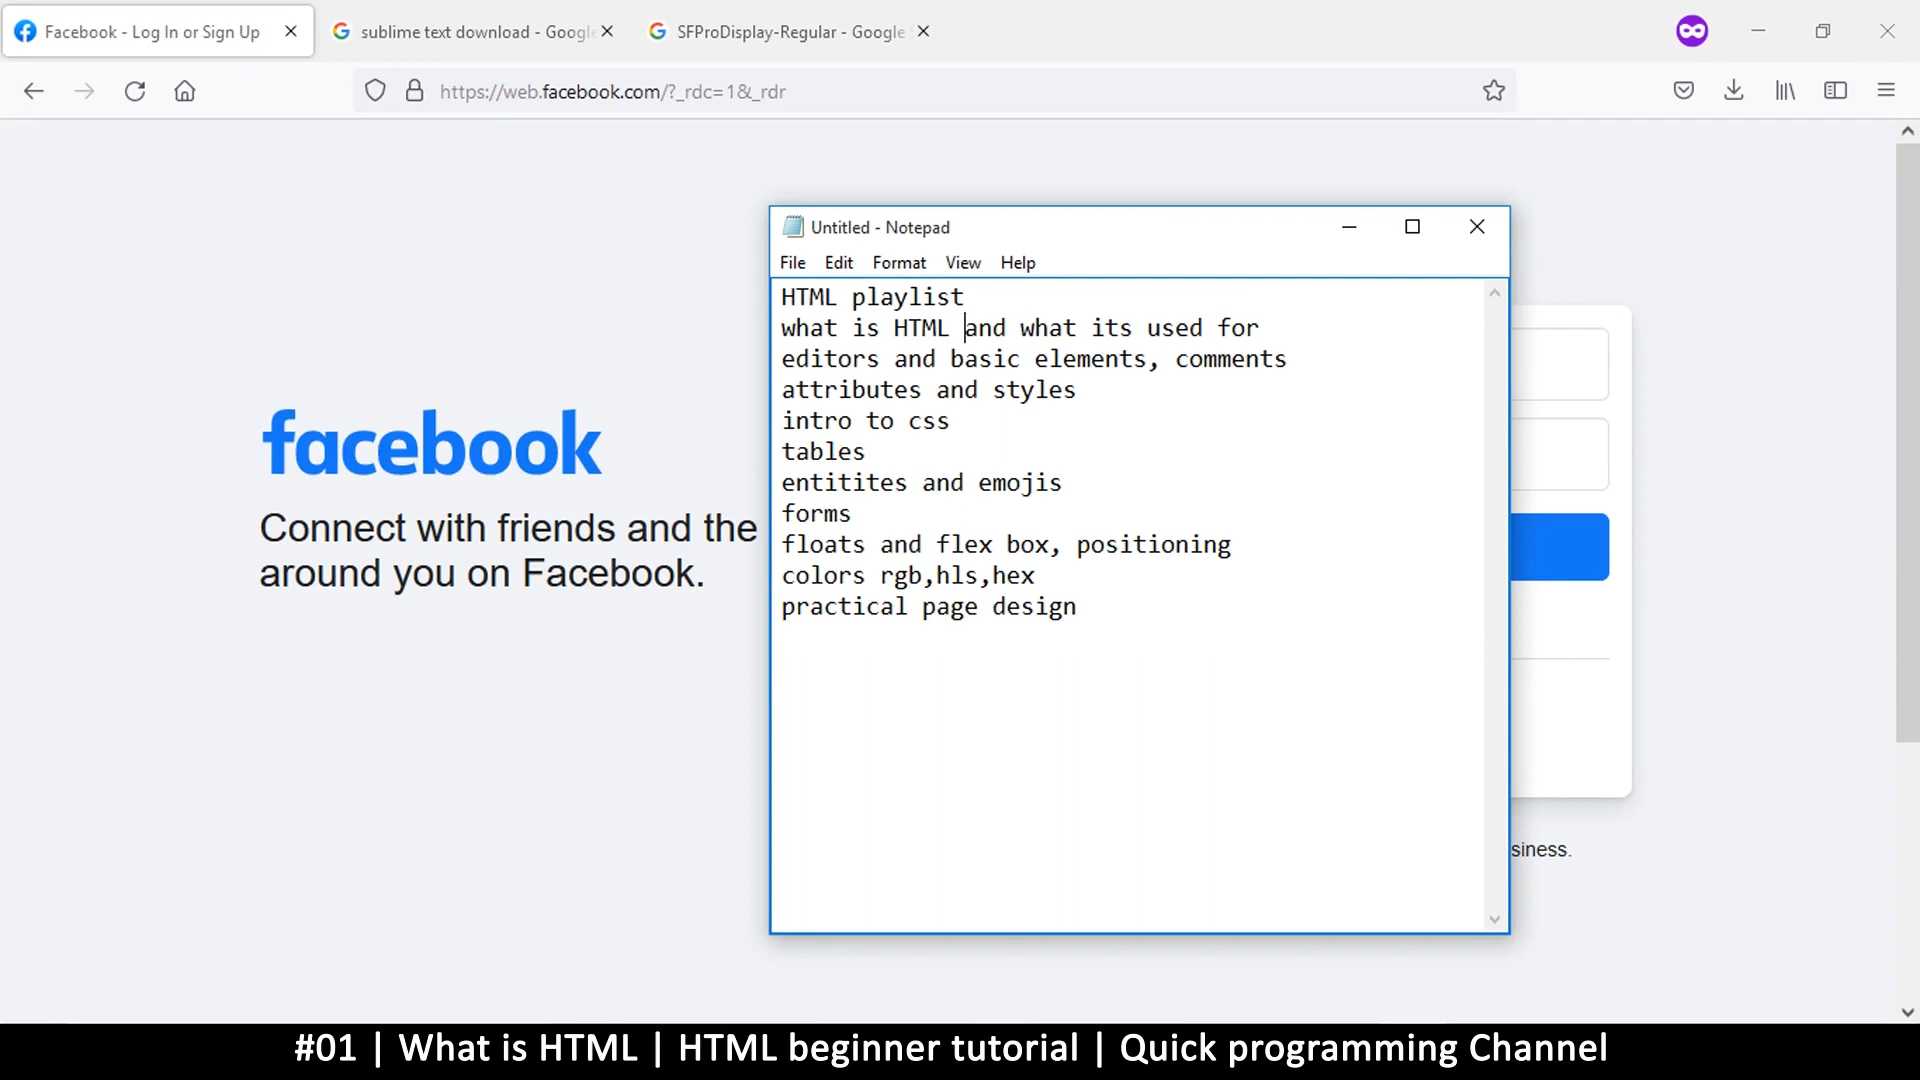 Facebook - Log In or Sign Up
sublime text download - Google
SFProDisplay-Regular - Google
https://web.facebook.com/?_rdc=1&_rdr
Untitled - Notepad
File Edit Format View Help
HTML playlist
what is HTML and what its used for
editors and basic elements, comments
attributes and styles
intro to css
tables
entitites and emojis
forms
floats and flex box, positioning
colors rgb,hls,hex
practical page design
facebook
Connect with friends and the
around you on Facebook.
siness.
#01 | What is HTML | HTML beginner tutorial | Quick programming Channel